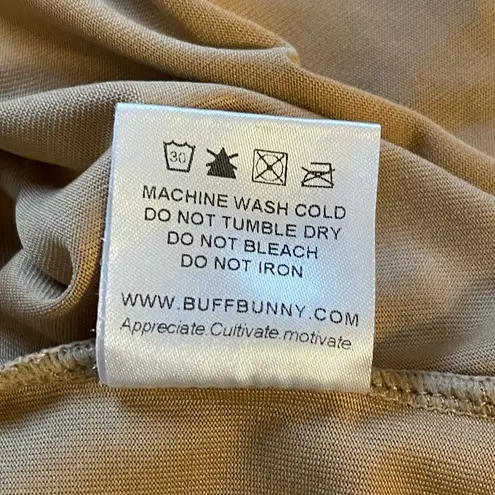 30
MACHINE WASH COLD
DO NOT TUMBLE DRY
DO NOT BLEACH
DO NOT IRON
WWW.BUFFBUNNY.COM
Appreciate.Cultivate.motivate